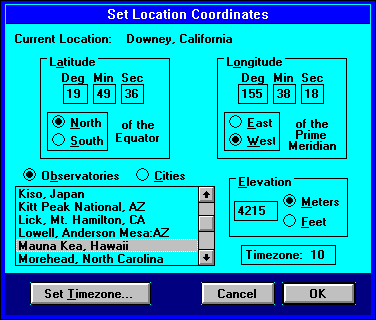 Set Location Coordinates
Current Location: Downey, California
Latitude
Deg Min Sec
19 49 36
North
South
of the
Equator
Longitude
Deg Min Sec
155 38 18
East
West
of the
Prime
Meridian
Observatories
Cities
Kiso, Japan
Kitt Peak National, AZ
Lick, Mt. Hamilton, CA
Lowell, Anderson Mesa:AZ
Mauna Kea, Hawaii
Morehead, North Carolina
Elevation
4215
Meters
Feet
Timezone: 10
Set Timezone...
Cancel
OK